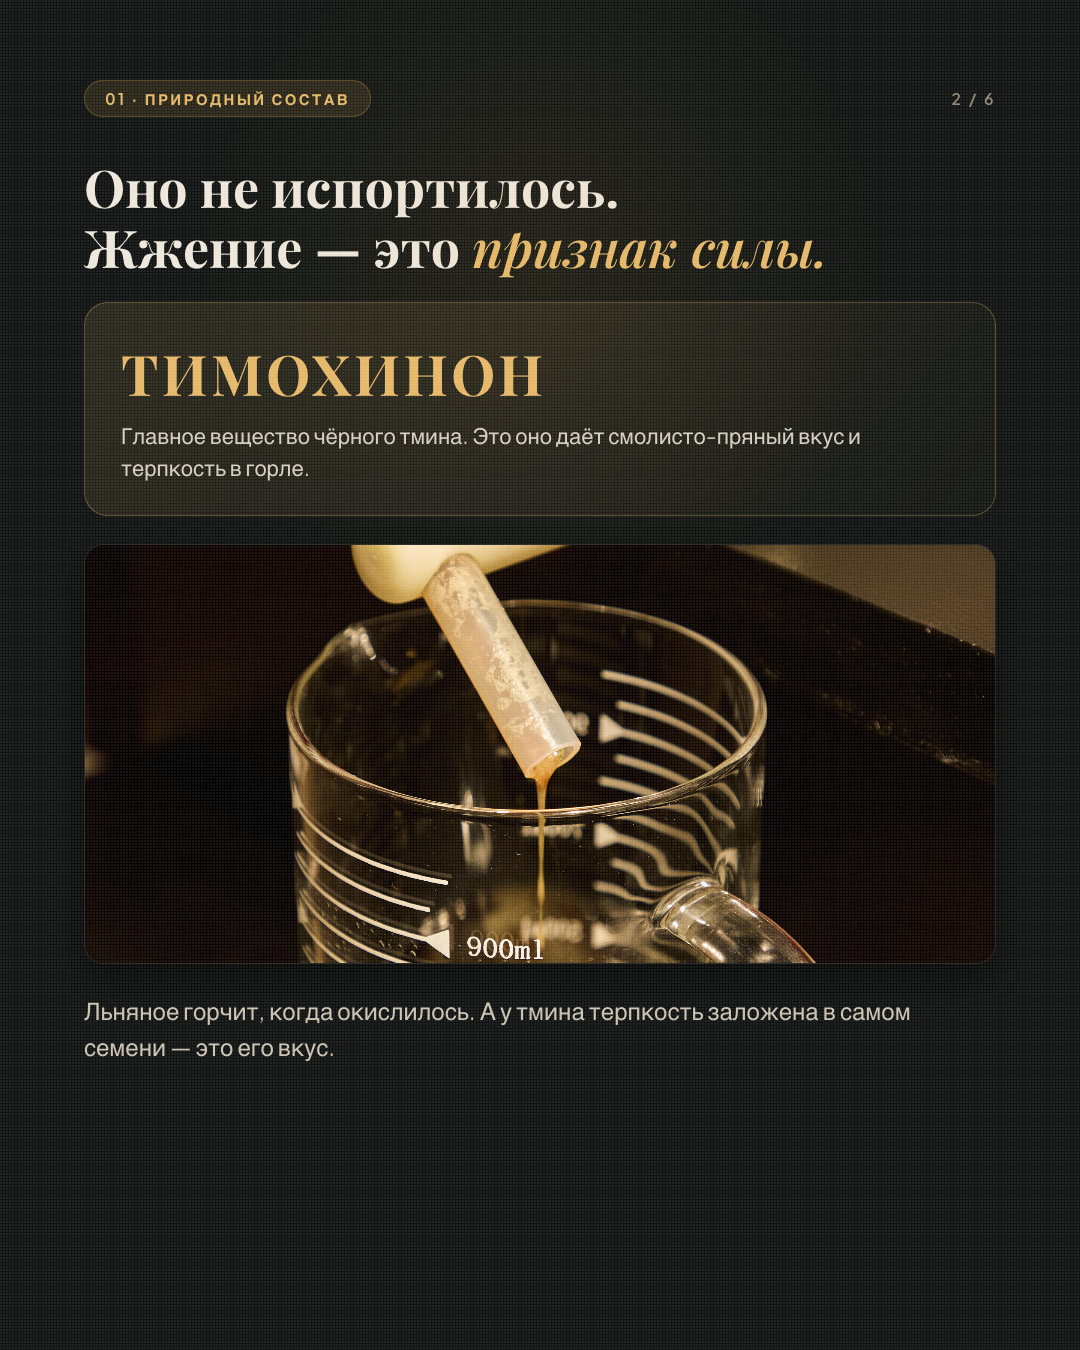 01 · ПРИРОДНЫЙ СОСТАВ
2 / 6
Оно не испортилось.
Жжение — это признак силы.
ТИМОХИНОН
Главное вещество чёрного тмина. Это оно даёт смолисто-пряный вкус и
терпкость в горле.
900ml
Льняное горчит, когда окислилось. А у тмина терпкость заложена в самом
семени — это его вкус.